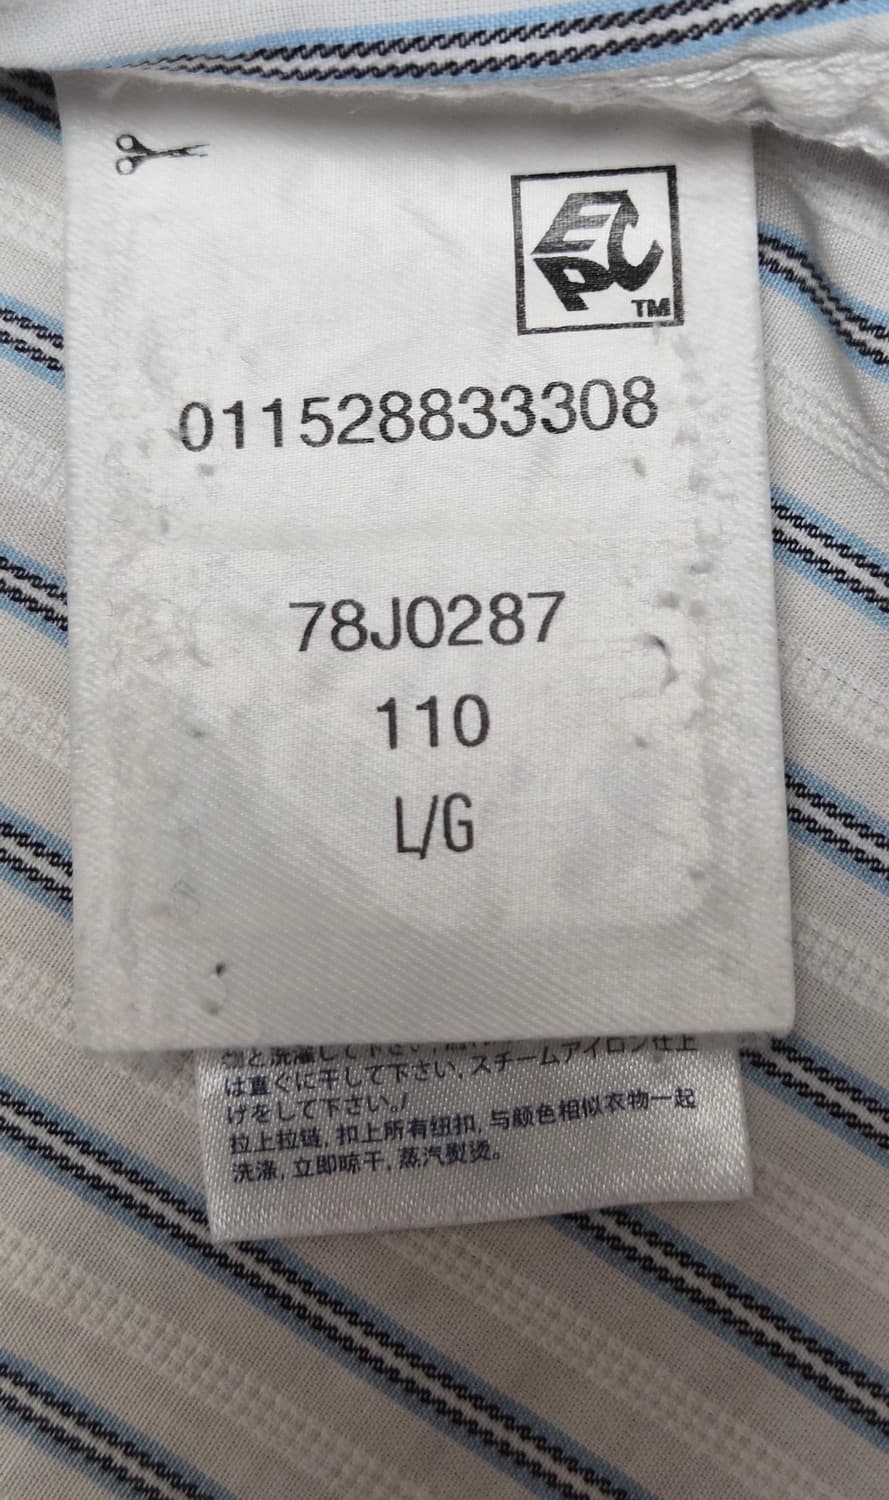 EPC
TM
011528833308
78J0287
110
L/G
は直ぐに干して下さい, スチームアイロン仕上
げをして下さい。/
拉上拉链, 扣上所有纽扣, 与颜色相似衣物一起
洗涤, 立即晾干, 蒸汽熨烫。